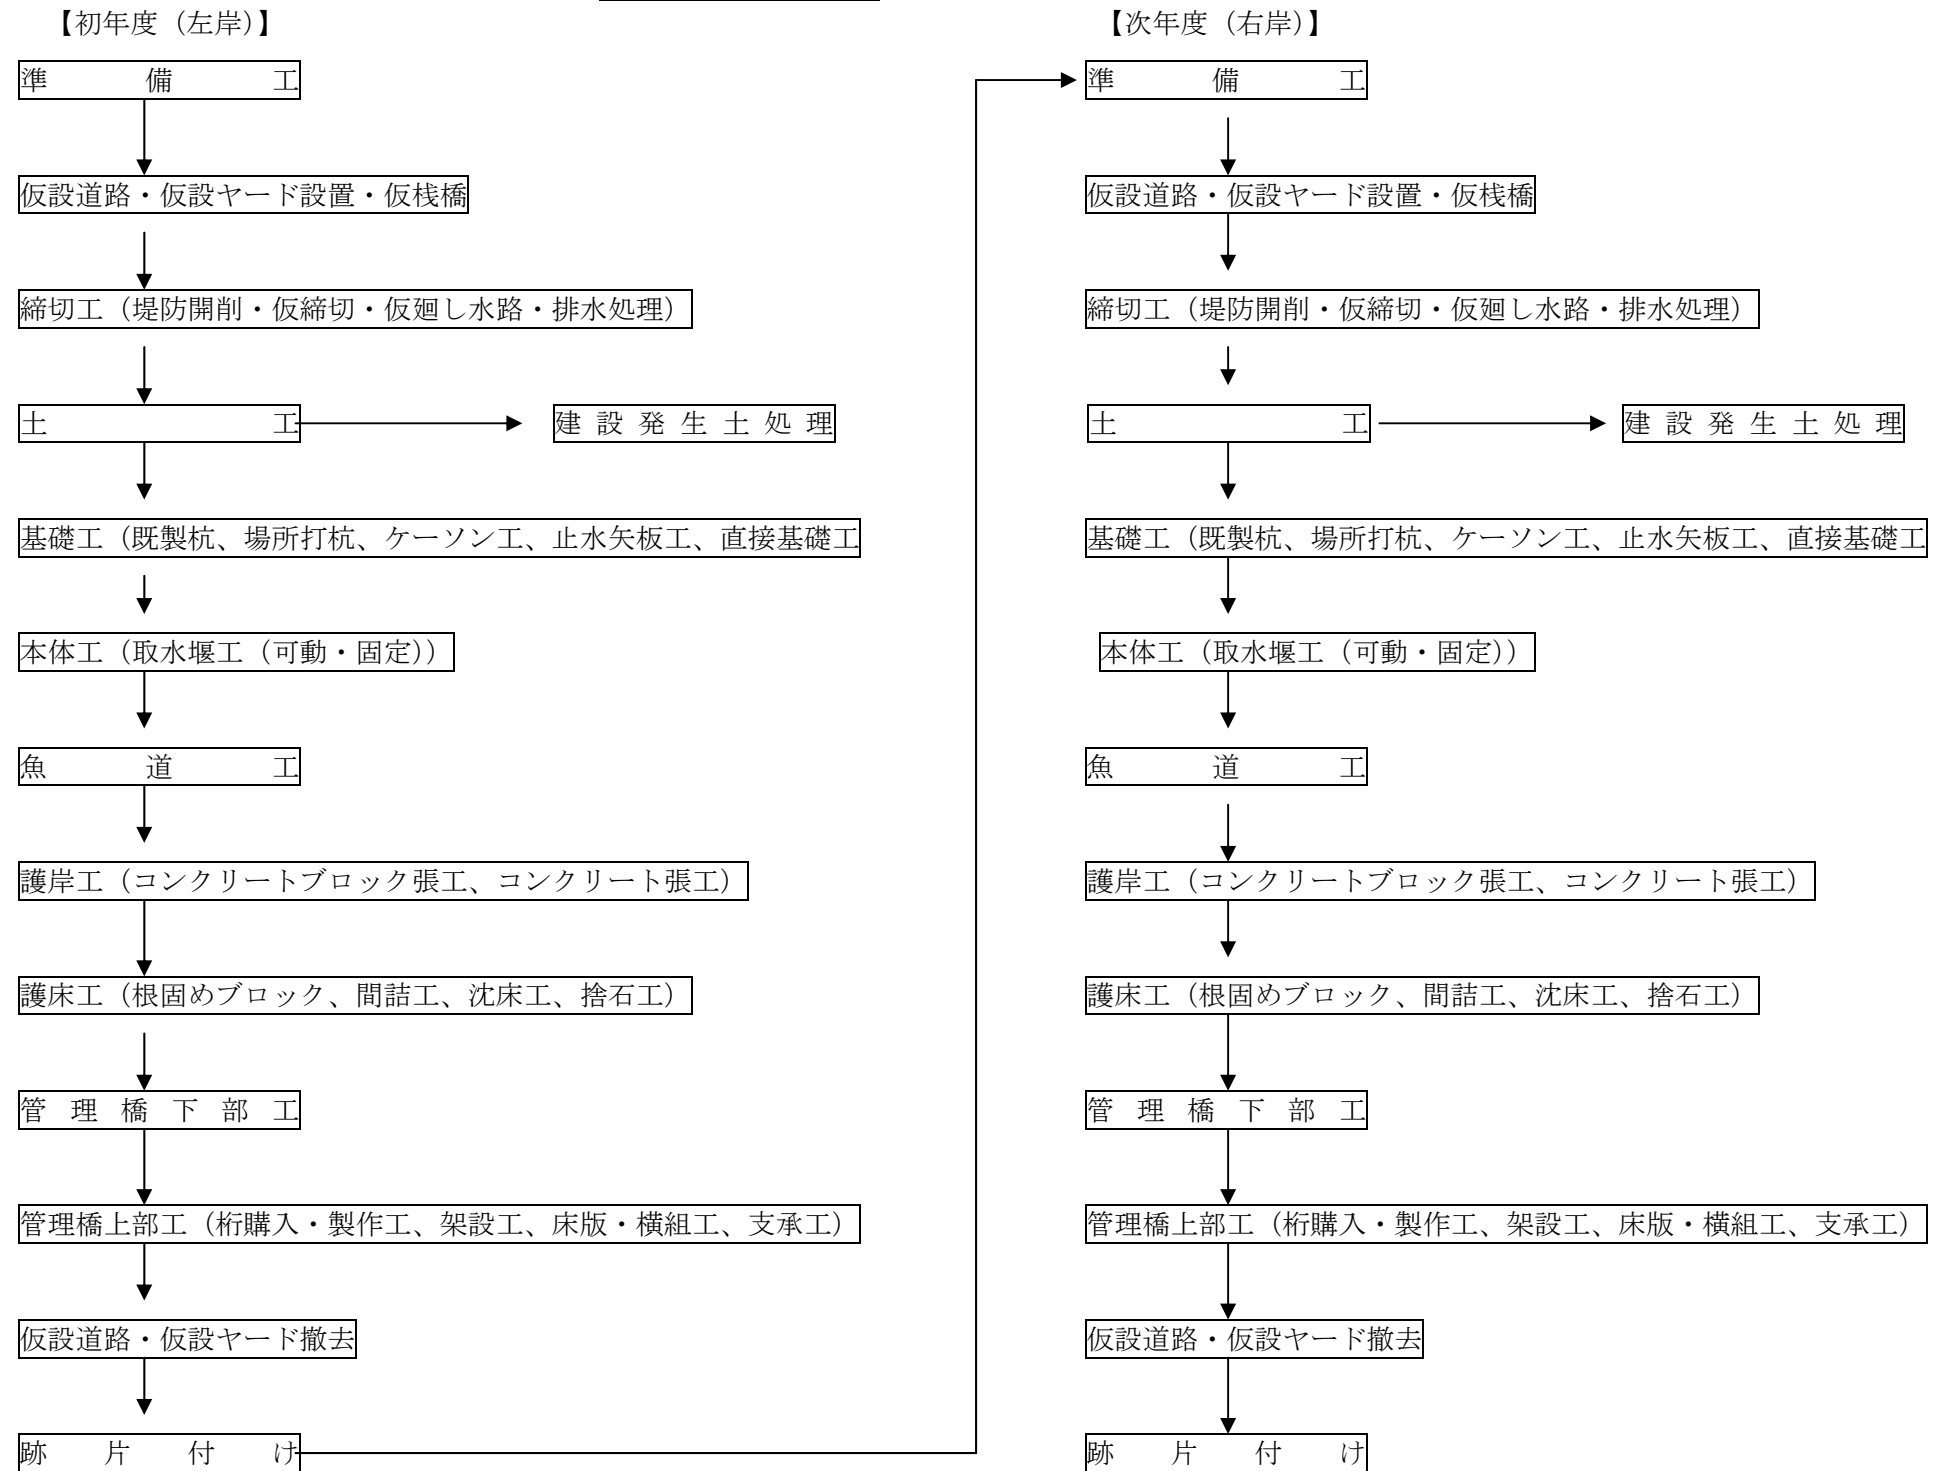 【初年度（左岸）】
準備工
仮設道路・仮設ヤード設置・仮桟橋
締切工（堤防開削・仮締切・仮廻し水路・排水処理）
土工
建設発生土処理
基礎工（既製杭、場所打杭、ケーソン工、止水矢板工、直接基礎工
本体工（取水堰工（可動・固定））
魚道工
護岸工（コンクリートブロック張工、コンクリート張工）
護床工（根固めブロック、間詰工、沈床工、捨石工）
管理橋下部工
管理橋上部工（桁購入・製作工、架設工、床版・横組工、支承工）
仮設道路・仮設ヤード撤去
跡片付け
【次年度（右岸）】
準備工
仮設道路・仮設ヤード設置・仮桟橋
締切工（堤防開削・仮締切・仮廻し水路・排水処理）
土工
建設発生土処理
基礎工（既製杭、場所打杭、ケーソン工、止水矢板工、直接基礎工
本体工（取水堰工（可動・固定））
魚道工
護岸工（コンクリートブロック張工、コンクリート張工）
護床工（根固めブロック、間詰工、沈床工、捨石工）
管理橋下部工
管理橋上部工（桁購入・製作工、架設工、床版・横組工、支承工）
仮設道路・仮設ヤード撤去
跡片付け